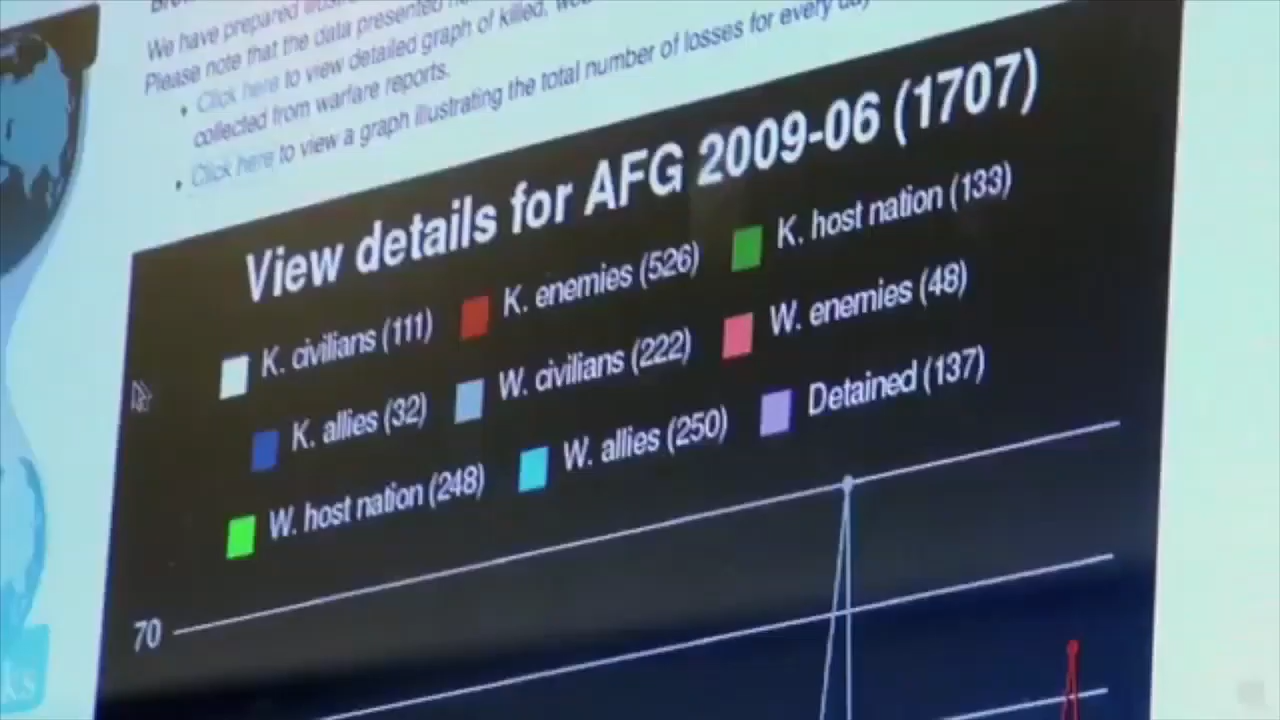 We have prepared
Please note that the data presented
Click here to view detailed graph of killed,
collected from warfare reports.
Click here to view a graph illustrating the total number of losses for every day
View details for AFG 2009-06 (1707)
K. civilians (111) K. enemies (526) K. host nation (133)
K. allies (32) W. civilians (222) W. enemies (48)
W. host nation (248) W. allies (250) Detained (137)
70